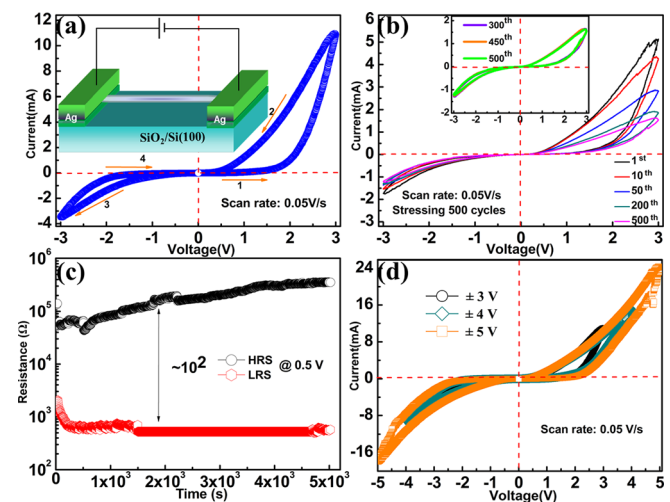 (a)
Current(mA)
12
10
8
6
4
2
0
-2
-4
-3 -2 -1 0 1 2 3
Voltage(V)
Ag
Ag
SiO2/Si(100)
1
2
3
4
Scan rate: 0.05V/s
(b)
Current(mA)
6
5
4
3
2
1
0
-1
-2
-3
-3 -2 -1 0 1 2 3
Voltage(V)
3
0
-3
-3 0 3
300th
450th
500th
1st
10th
50th
200th
500th
Scan rate: 0.05V/s
Stressing 500 cycles
(c)
Resistance (Ω)
10^6
10^5
10^4
10^3
10^2
0 1x10^3 2x10^3 3x10^3 4x10^3 5x10^3
Time (s)
~10^2
HRS
LRS
@ 0.5 V
(d)
Current(mA)
24
16
8
0
-8
-16
-5 -4 -3 -2 -1 0 1 2 3 4 5
Voltage(V)
± 3 V
± 4 V
± 5 V
Scan rate: 0.05 V/s